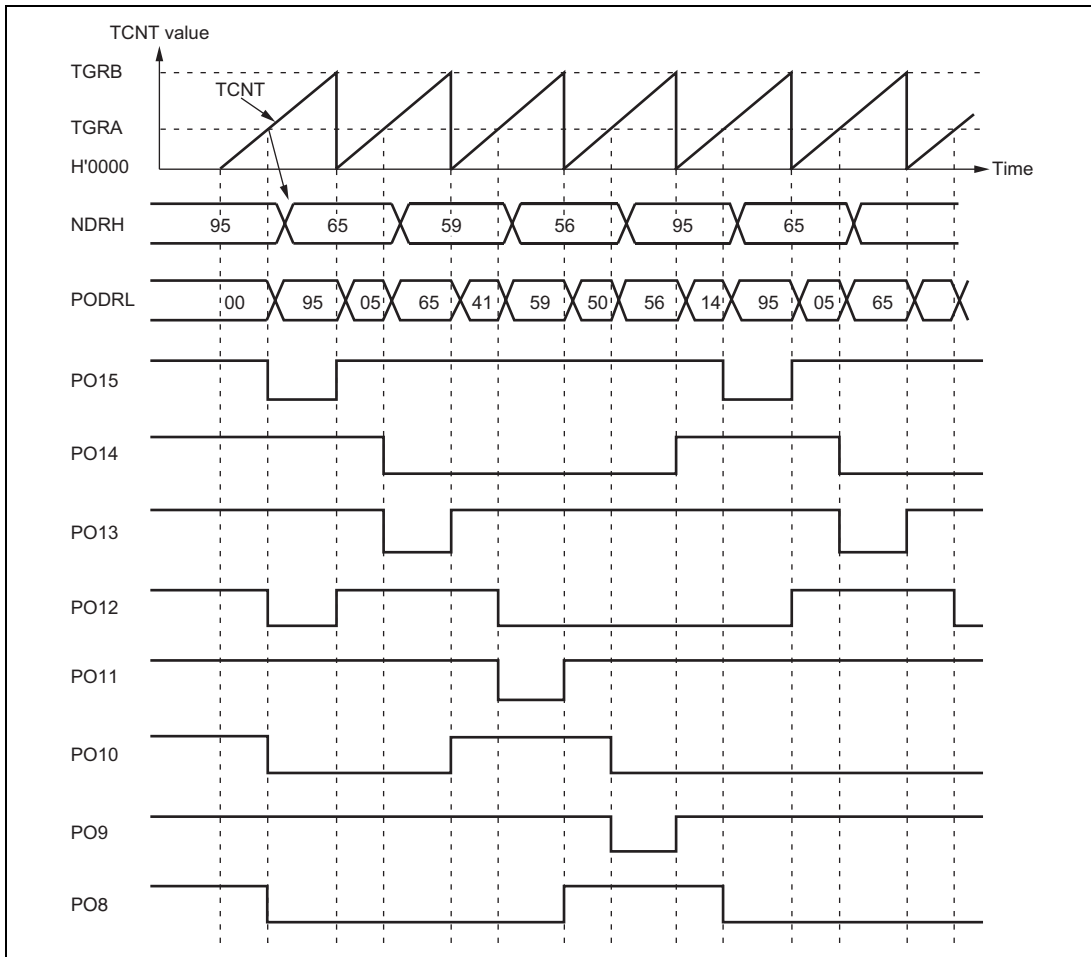 TCNT value
TGRB
TCNT
TGRA
H'0000
Time
NDRH 95 65 59 56 95 65
PODRL 00 95 05 65 41 59 50 56 14 95 05 65
PO15
PO14
PO13
PO12
PO11
PO10
PO9
PO8